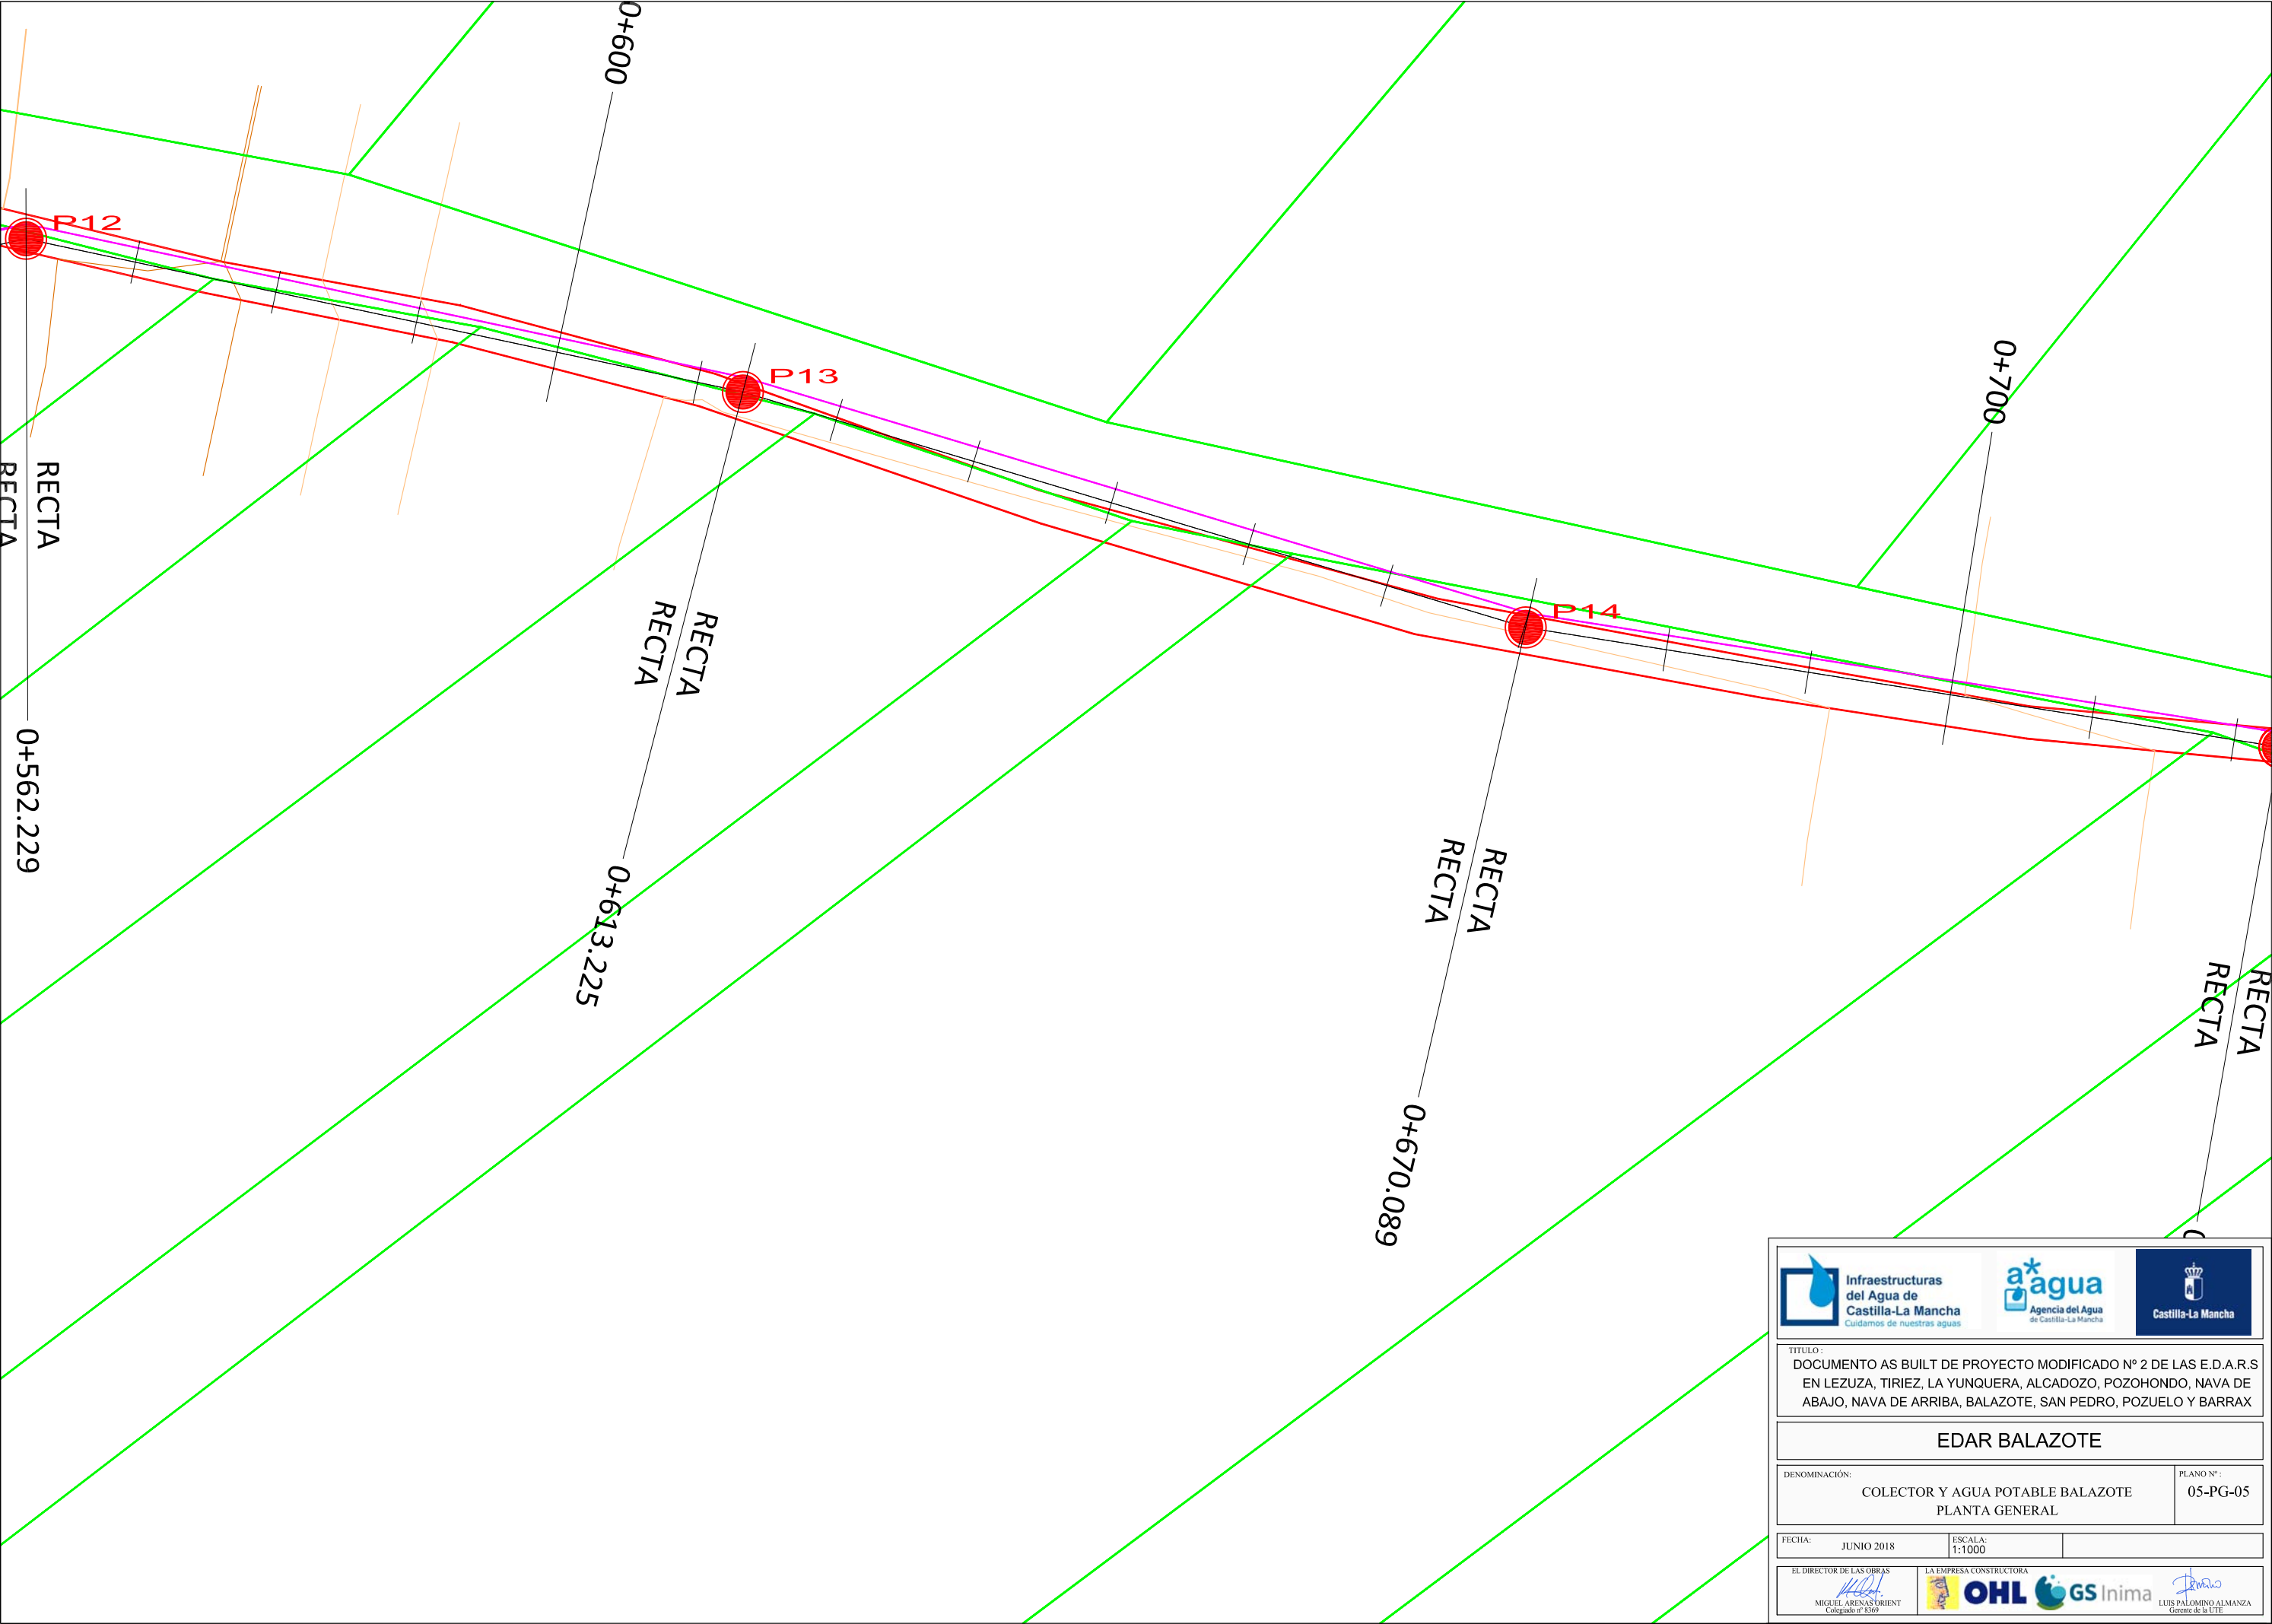 0+600
P12
P13
0+700
P14
RECTA
RECTA
0+562.229
RECTA
RECTA
0+613.225
RECTA
RECTA
0+670.089
RECTA
RECTA
0
Infraestructuras
del Agua de
Castilla-La Mancha
Cuidamos de nuestras aguas
a*agua
Agencia del Agua
de Castilla-La Mancha
Castilla-La Mancha
TITULO :
DOCUMENTO AS BUILT DE PROYECTO MODIFICADO Nº 2 DE LAS E.D.A.R.S
EN LEZUZA, TIRIEZ, LA YUNQUERA, ALCADOZO, POZOHONDO, NAVA DE
ABAJO, NAVA DE ARRIBA, BALAZOTE, SAN PEDRO, POZUELO Y BARRAX
EDAR BALAZOTE
DENOMINACIÓN:
COLECTOR Y AGUA POTABLE BALAZOTE
PLANTA GENERAL
PLANO Nº :
05-PG-05
FECHA:
JUNIO 2018
ESCALA:
1:1000
EL DIRECTOR DE LAS OBRAS
MIGUEL ARENAS ORIENT
Colegiado nº 8369
LA EMPRESA CONSTRUCTORA
OHL
GS Inima
LUIS PALOMINO ALMANZA
Gerente de la UTE